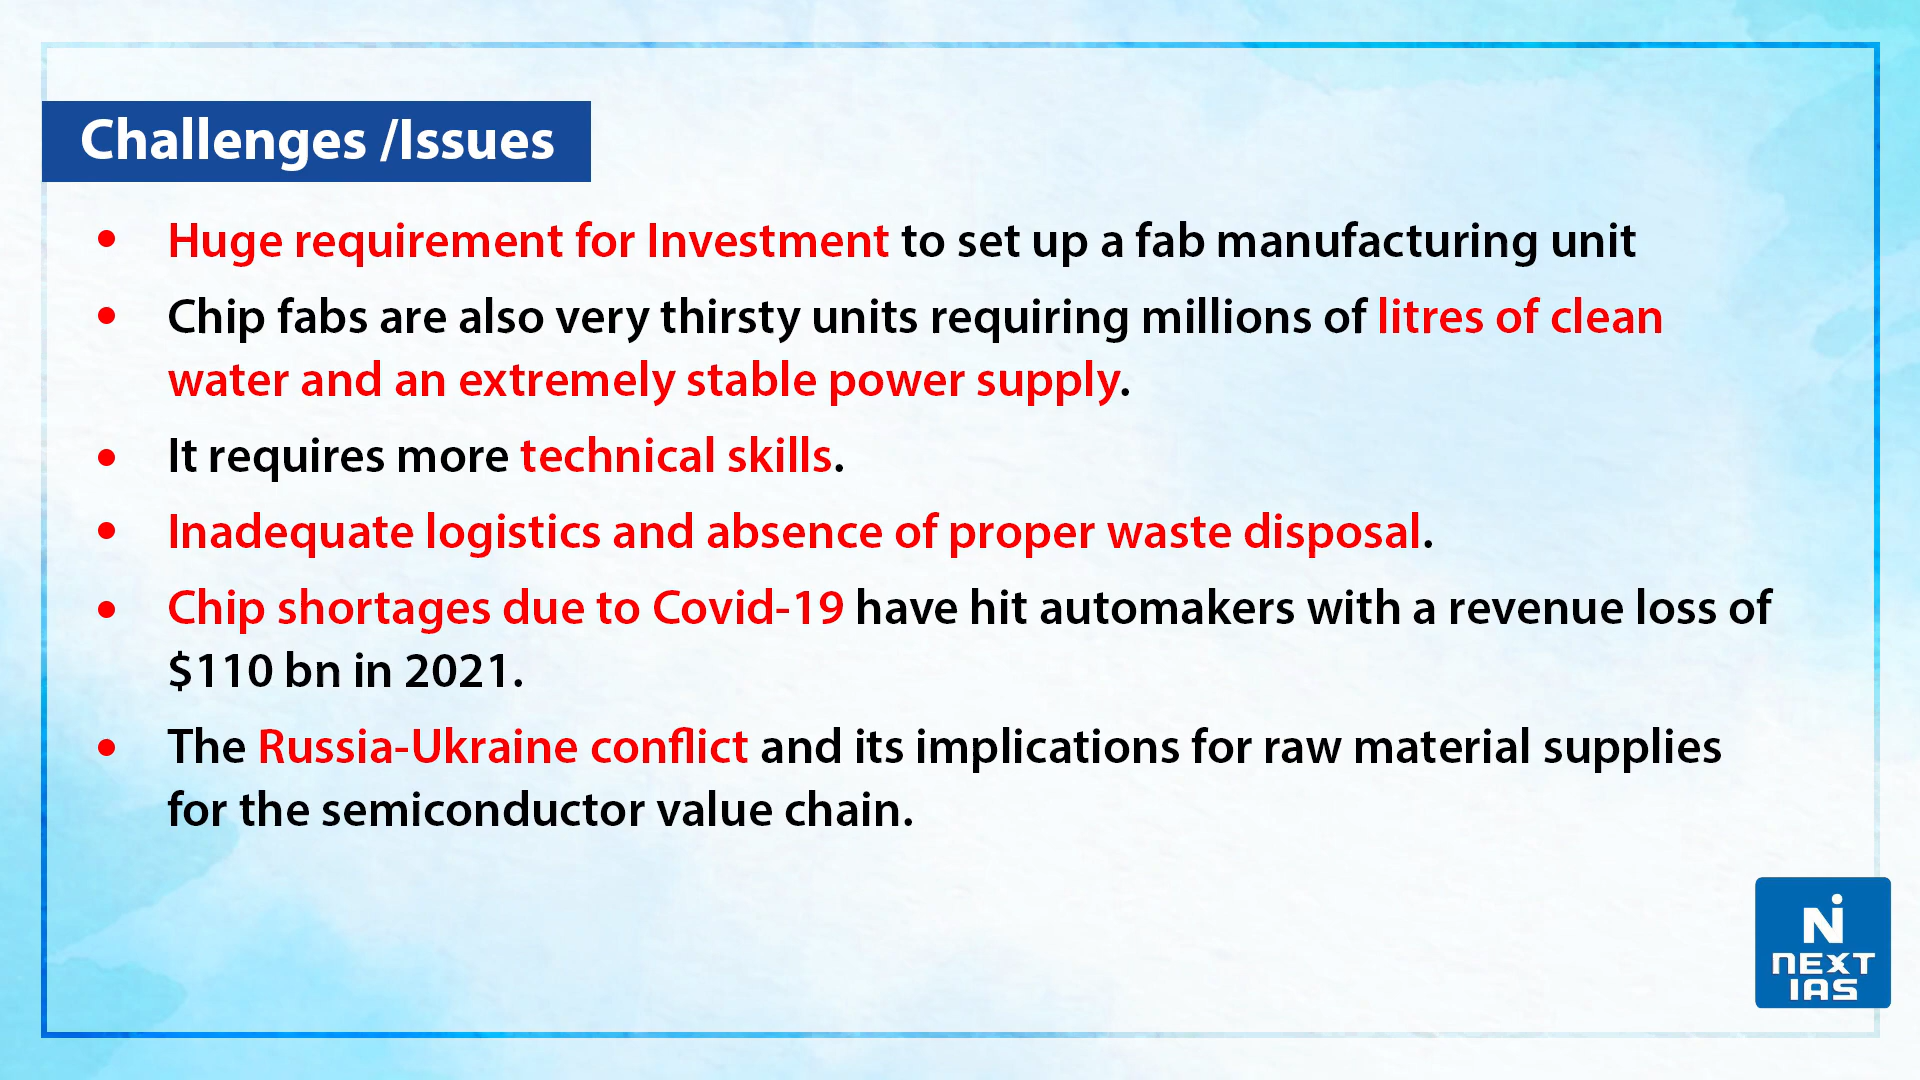 Challenges /Issues
• Huge requirement for Investment to set up a fab manufacturing unit
• Chip fabs are also very thirsty units requiring millions of litres of clean
water and an extremely stable power supply.
• It requires more technical skills.
• Inadequate logistics and absence of proper waste disposal.
• Chip shortages due to Covid-19 have hit automakers with a revenue loss of
$110 bn in 2021.
• The Russia-Ukraine conflict and its implications for raw material supplies
for the semiconductor value chain.
N
NEXT
IAS